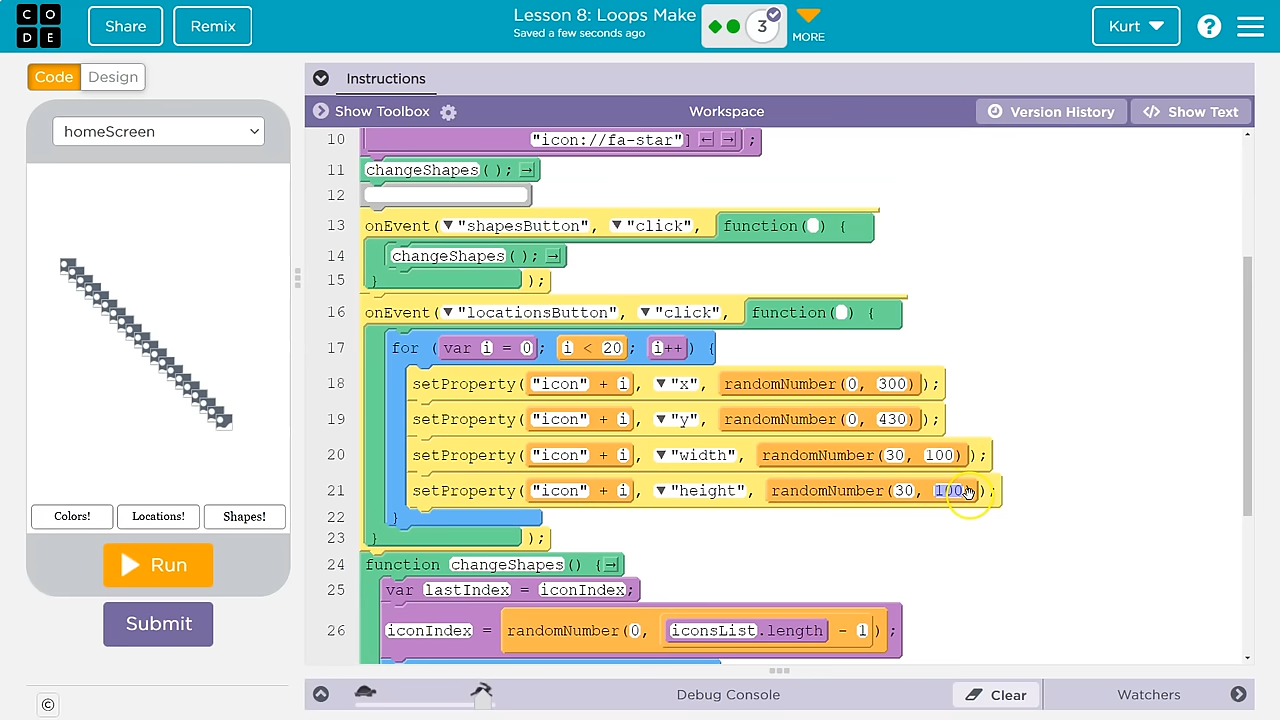 C O D E
Share
Remix
Lesson 8: Loops Make
Saved a few seconds ago
3
MORE
Kurt
?
Code
Design
Instructions
Show Toolbox
Workspace
Version History
</> Show Text
homeScreen
10 "icon://fa-star"] ← → ;
11 changeShapes(); →
12
13 onEvent(▼"shapesButton", ▼"click", function() {
14 changeShapes(); →
15 } );
16 onEvent(▼"locationsButton", ▼"click", function() {
17 for (var i = 0; i < 20; i++) {
18 setProperty("icon" + i, ▼"x", randomNumber(0, 300));
19 setProperty("icon" + i, ▼"y", randomNumber(0, 430));
20 setProperty("icon" + i, ▼"width", randomNumber(30, 100));
21 setProperty("icon" + i, ▼"height", randomNumber(30, 100));
22 }
23 } );
24 function changeShapes() { →
25 var lastIndex = iconIndex;
26 iconIndex = randomNumber(0, iconsList.length - 1);
Colors!
Locations!
Shapes!
Run
Submit
©
Debug Console
Clear
Watchers